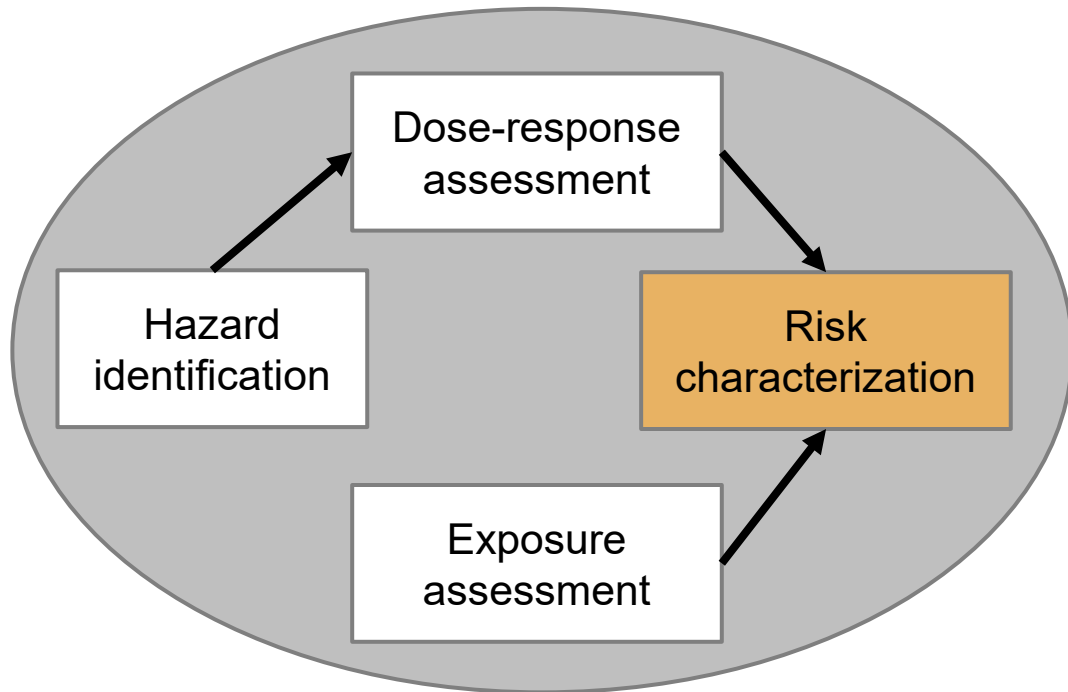 Dose-response
assessment
Hazard
identification
Risk
characterization
Exposure
assessment